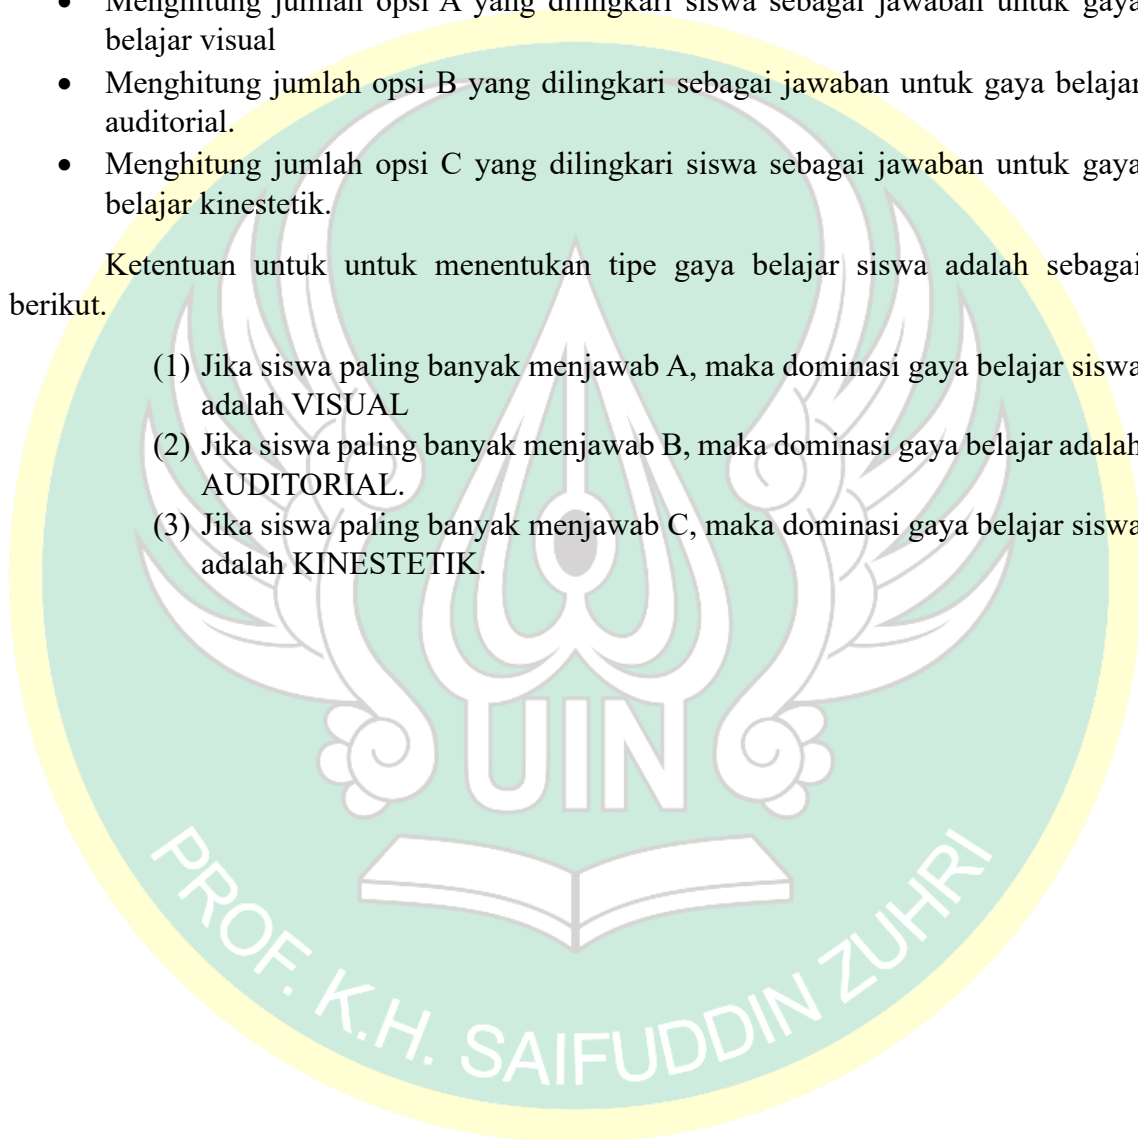 • Menghitung jumlah opsi A yang dilingkari siswa sebagai jawaban untuk gaya
belajar visual
• Menghitung jumlah opsi B yang dilingkari sebagai jawaban untuk gaya belajar
auditorial.
• Menghitung jumlah opsi C yang dilingkari siswa sebagai jawaban untuk gaya
belajar kinestetik.
Ketentuan untuk untuk menentukan tipe gaya belajar siswa adalah sebagai
berikut.
(1) Jika siswa paling banyak menjawab A, maka dominasi gaya belajar siswa
adalah VISUAL
(2) Jika siswa paling banyak menjawab B, maka dominasi gaya belajar adalah
AUDITORIAL.
(3) Jika siswa paling banyak menjawab C, maka dominasi gaya belajar siswa
adalah KINESTETIK.
UIN
PROF. K.H. SAIFUDDIN ZUHRI